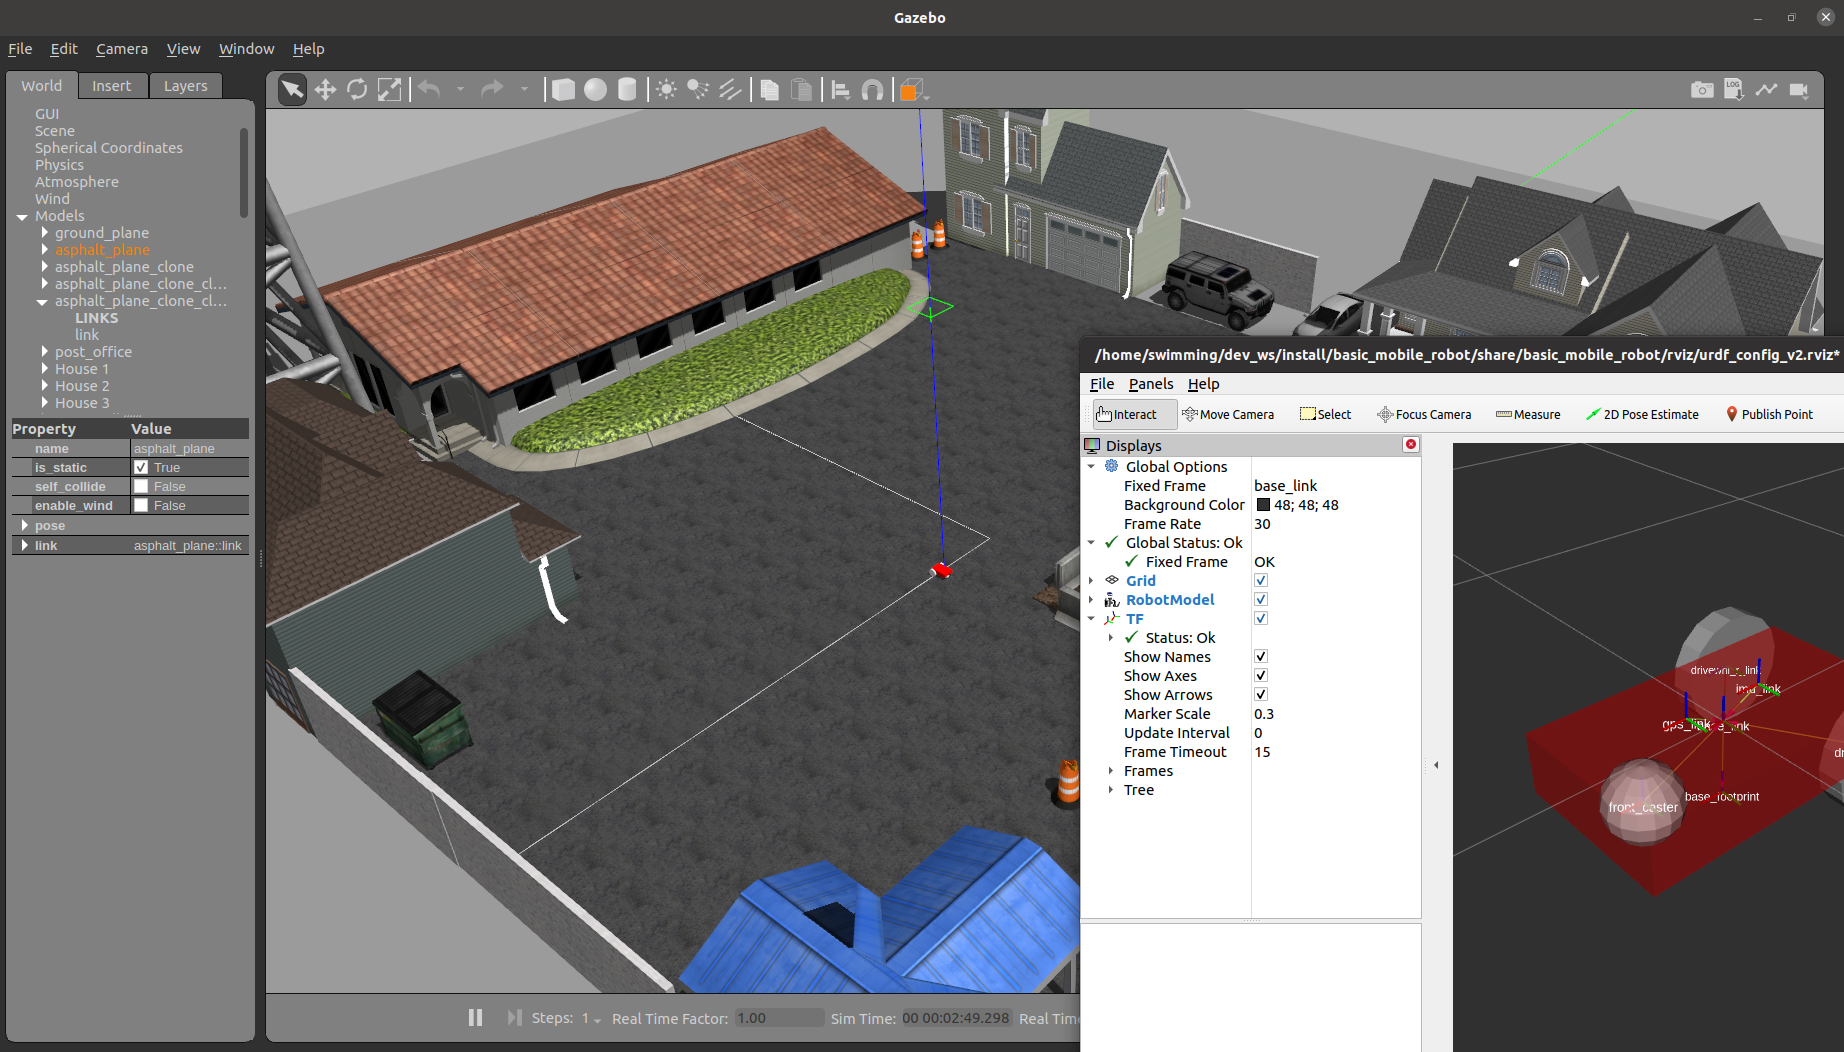 Gazebo
File Edit Camera View Window Help
World Insert Layers
GUI
Scene
Spherical Coordinates
Physics
Atmosphere
Wind
Models
ground_plane
asphalt_plane
asphalt_plane_clone
asphalt_plane_clone_cl...
asphalt_plane_clone_cl...
LINKS
link
post_office
House 1
House 2
House 3
Property Value
name asphalt_plane
is_static True
self_collide False
enable_wind False
pose
link asphalt_plane::link
LOG
Steps: 1 Real Time Factor: 1.00 Sim Time: 00 00:02:49.298 Real Time
/home/swimming/dev_ws/install/basic_mobile_robot/share/basic_mobile_robot/rviz/urdf_config_v2.rviz*
File Panels Help
Interact Move Camera Select Focus Camera Measure 2D Pose Estimate Publish Point
Displays
Global Options
Fixed Frame base_link
Background Color 48; 48; 48
Frame Rate 30
Global Status: Ok
Fixed Frame OK
Grid
RobotModel
TF
Status: Ok
Show Names
Show Axes
Show Arrows
Marker Scale 0.3
Update Interval 0
Frame Timeout 15
Frames
Tree
imu_link
gps_link
front_caster
base_footprint